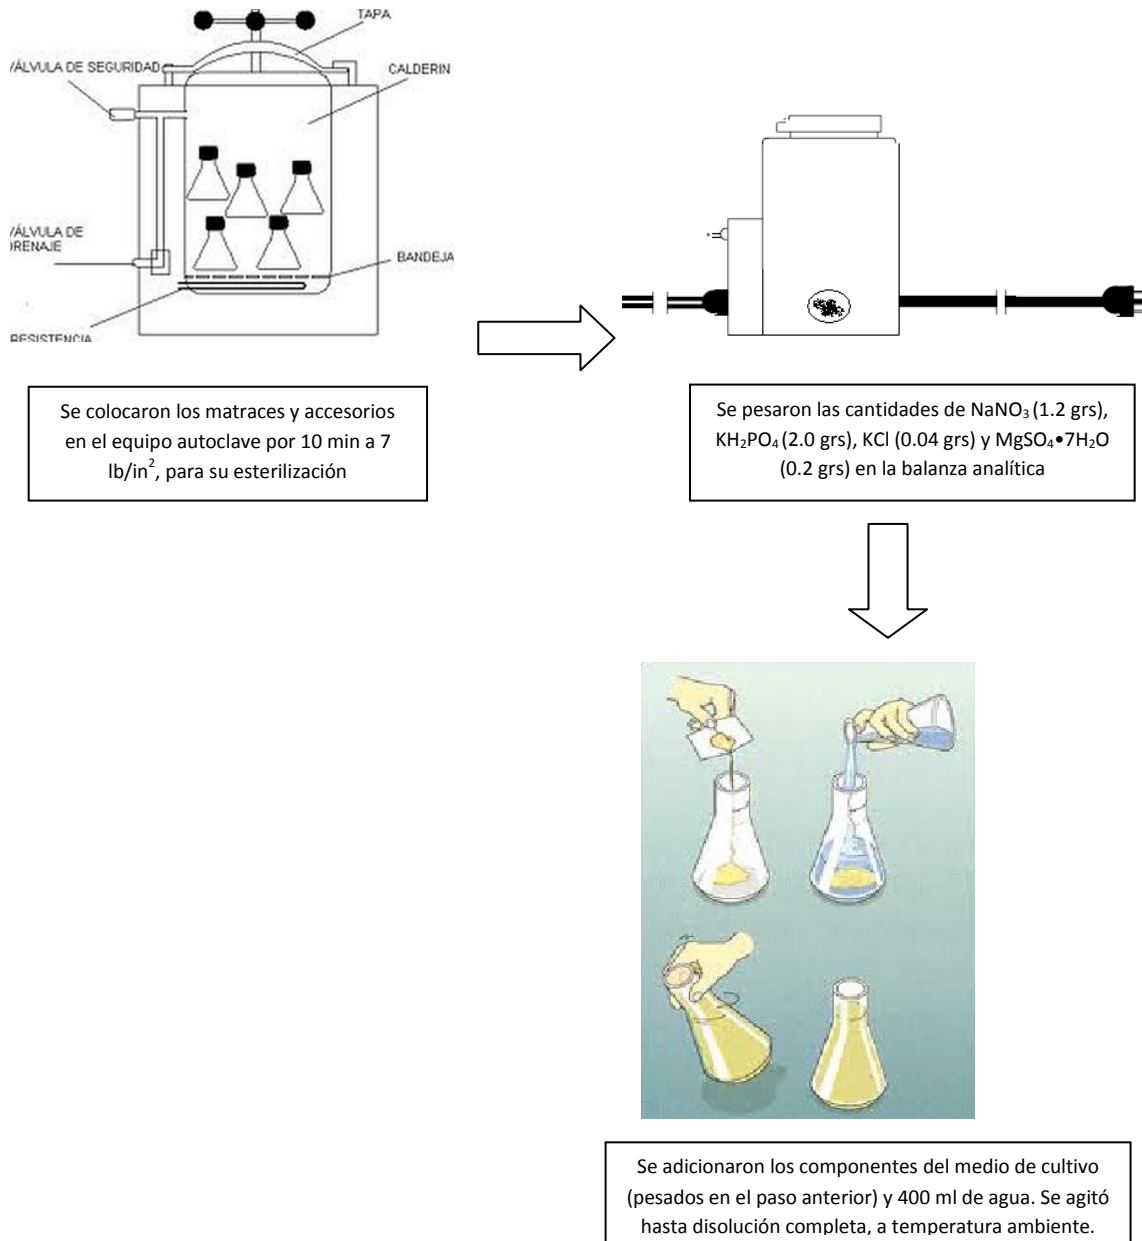 TAPA
VÁLVULA DE SEGURIDAD
CALDERIN
VÁLVULA DE
DRENAJE
BANDEJA
RESISTENCIA
Se colocaron los matraces y accesorios
en el equipo autoclave por 10 min a 7
lb/in², para su esterilización
Se pesaron las cantidades de NaNO₃ (1.2 grs),
KH₂PO₄ (2.0 grs), KCl (0.04 grs) y MgSO₄•7H₂O
(0.2 grs) en la balanza analítica
Se adicionaron los componentes del medio de cultivo
(pesados en el paso anterior) y 400 ml de agua. Se agitó
hasta disolución completa, a temperatura ambiente.